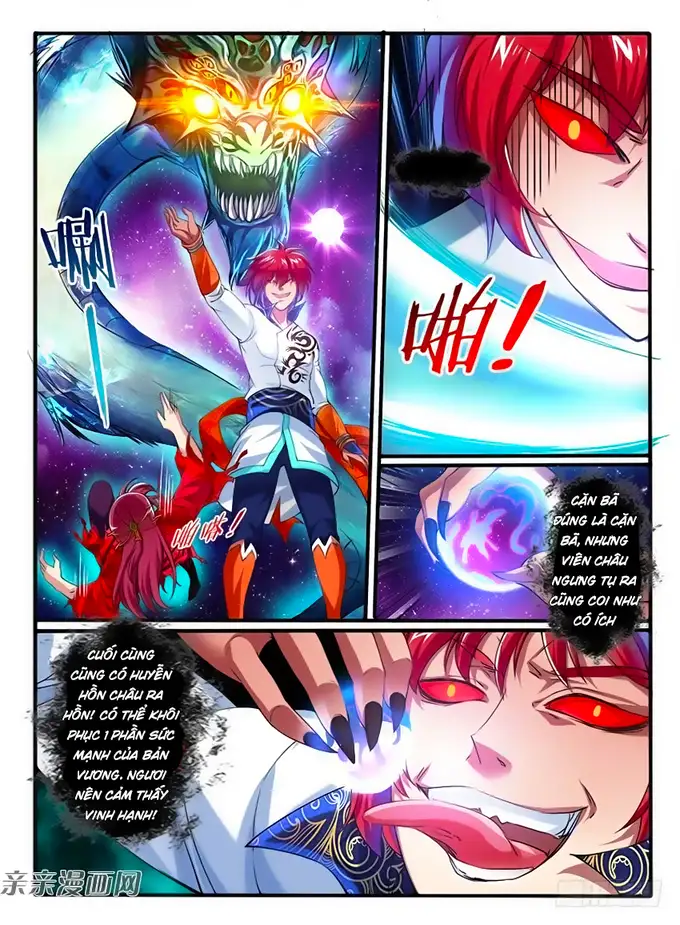 唰
啪！
啪咻！
CẶN BÃ
ĐÚNG LÀ CẶN
BÃ, NHƯNG
VIÊN CHÂU
NGƯNG TỤ RA
CŨNG COI NHƯ
CÓ ÍCH
CUỐI CÙNG
CŨNG CÓ HUYỄN
HỒN CHÂU RA
HỒN! CÓ THỂ KHÔI
PHỤC 1 PHẦN SỨC
MẠNH CỦA BẢN
VƯƠNG. NGƯƠI
NÊN CẢM THẤY
VINH HẠNH!
亲亲漫画网